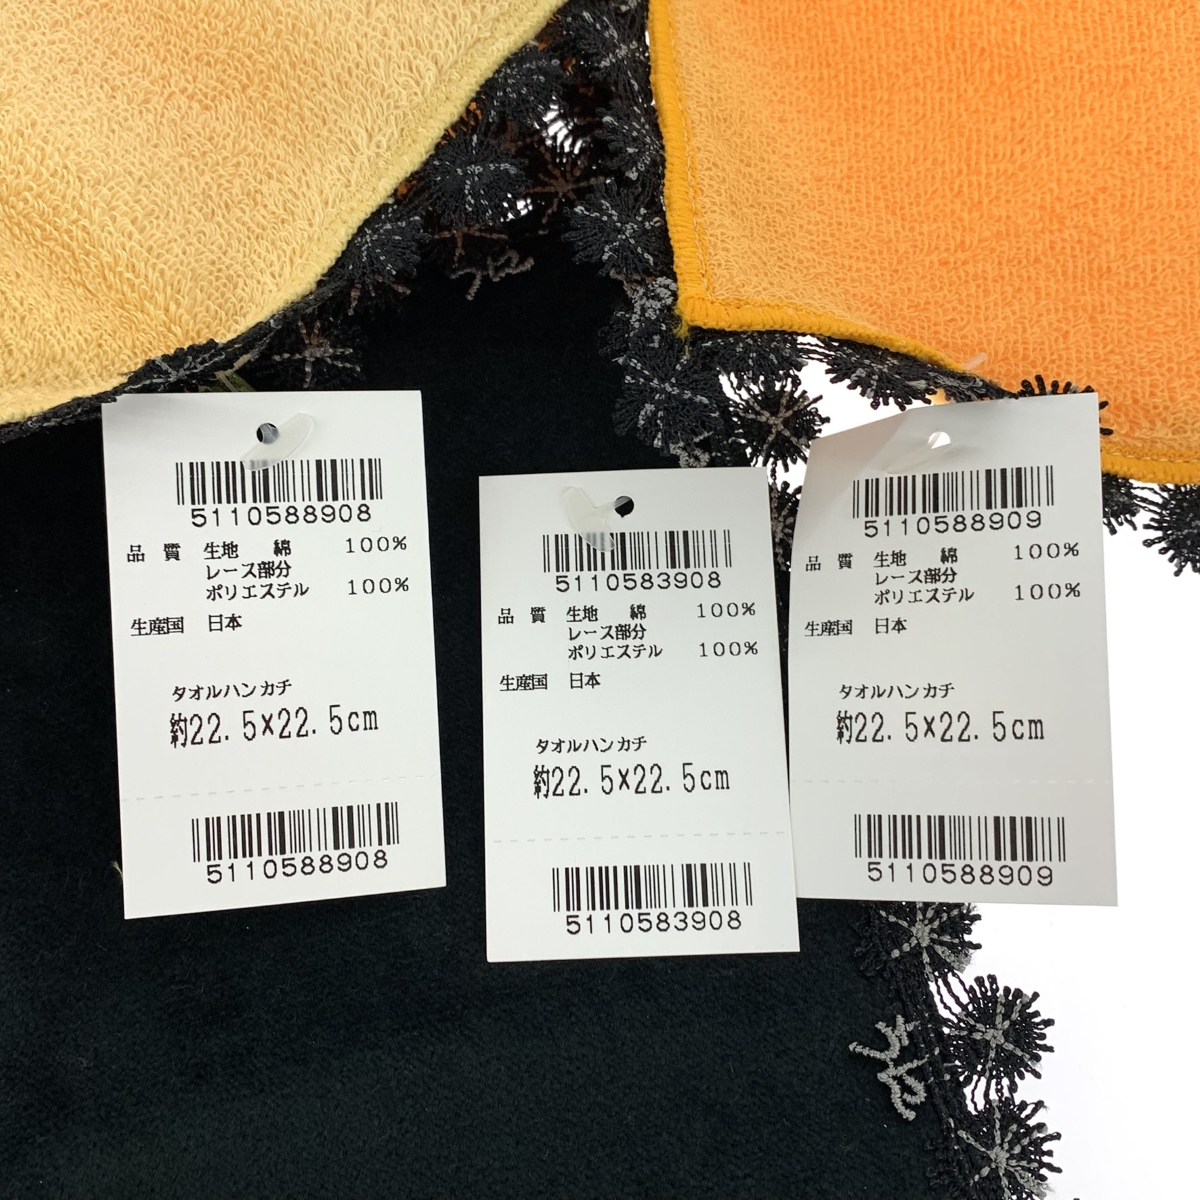 5110588908
品 質 生地 綿 100%
レース部分
ポリエステル 100%
生産国 日本
タオルハンカチ
約22.5×22.5cm
5110588908
5110583908
品 質 生地 綿 100%
レース部分
ポリエステル 100%
生産国 日本
タオルハンカチ
約22.5×22.5cm
5110583908
5110588909
品 質 生地 綿 100%
レース部分
ポリエステル 100%
生産国 日本
タオルハンカチ
約22.5×22.5cm
5110588909